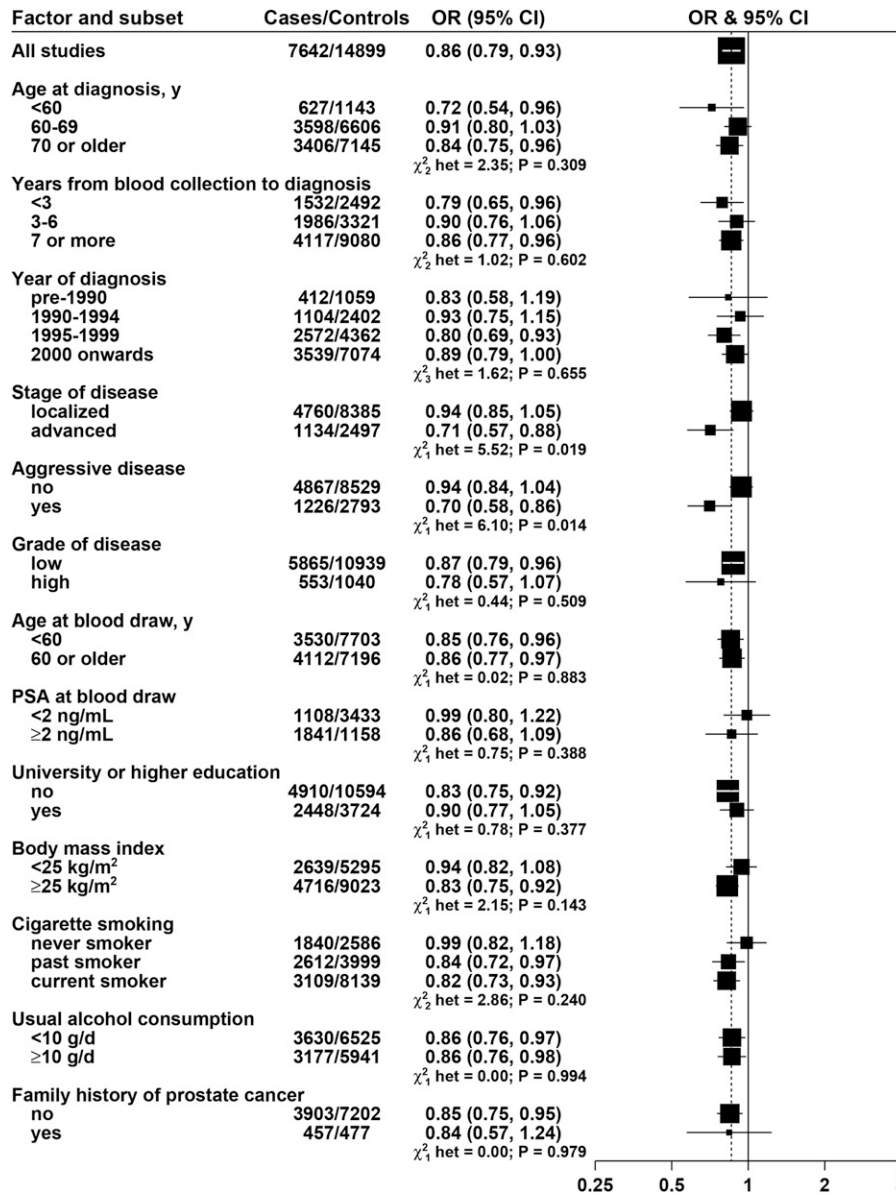 Factor and subset Cases/Controls OR (95% CI) OR & 95% CI
All studies 7642/14899 0.86 (0.79, 0.93)
Age at diagnosis, y
<60 627/1143 0.72 (0.54, 0.96)
60-69 3598/6606 0.91 (0.80, 1.03)
70 or older 3406/7145 0.84 (0.75, 0.96)
χ²₂ het = 2.35; P = 0.309
Years from blood collection to diagnosis
<3 1532/2492 0.79 (0.65, 0.96)
3-6 1986/3321 0.90 (0.76, 1.06)
7 or more 4117/9080 0.86 (0.77, 0.96)
χ²₂ het = 1.02; P = 0.602
Year of diagnosis
pre-1990 412/1059 0.83 (0.58, 1.19)
1990-1994 1104/2402 0.93 (0.75, 1.15)
1995-1999 2572/4362 0.80 (0.69, 0.93)
2000 onwards 3539/7074 0.89 (0.79, 1.00)
χ²₃ het = 1.62; P = 0.655
Stage of disease
localized 4760/8385 0.94 (0.85, 1.05)
advanced 1134/2497 0.71 (0.57, 0.88)
χ²₁ het = 5.52; P = 0.019
Aggressive disease
no 4867/8529 0.94 (0.84, 1.04)
yes 1226/2793 0.70 (0.58, 0.86)
χ²₁ het = 6.10; P = 0.014
Grade of disease
low 5865/10939 0.87 (0.79, 0.96)
high 553/1040 0.78 (0.57, 1.07)
χ²₁ het = 0.44; P = 0.509
Age at blood draw, y
<60 3530/7703 0.85 (0.76, 0.96)
60 or older 4112/7196 0.86 (0.77, 0.97)
χ²₁ het = 0.02; P = 0.883
PSA at blood draw
<2 ng/mL 1108/3433 0.99 (0.80, 1.22)
≥2 ng/mL 1841/1158 0.86 (0.68, 1.09)
χ²₁ het = 0.75; P = 0.388
University or higher education
no 4910/10594 0.83 (0.75, 0.92)
yes 2448/3724 0.90 (0.77, 1.05)
χ²₁ het = 0.78; P = 0.377
Body mass index
<25 kg/m² 2639/5295 0.94 (0.82, 1.08)
≥25 kg/m² 4716/9023 0.83 (0.75, 0.92)
χ²₁ het = 2.15; P = 0.143
Cigarette smoking
never smoker 1840/2586 0.99 (0.82, 1.18)
past smoker 2612/3999 0.84 (0.72, 0.97)
current smoker 3109/8139 0.82 (0.73, 0.93)
χ²₂ het = 2.86; P = 0.240
Usual alcohol consumption
<10 g/d 3630/6525 0.86 (0.76, 0.97)
≥10 g/d 3177/5941 0.86 (0.76, 0.98)
χ²₁ het = 0.00; P = 0.994
Family history of prostate cancer
no 3903/7202 0.85 (0.75, 0.95)
yes 457/477 0.84 (0.57, 1.24)
χ²₁ het = 0.00; P = 0.979
0.25 0.5 1 2